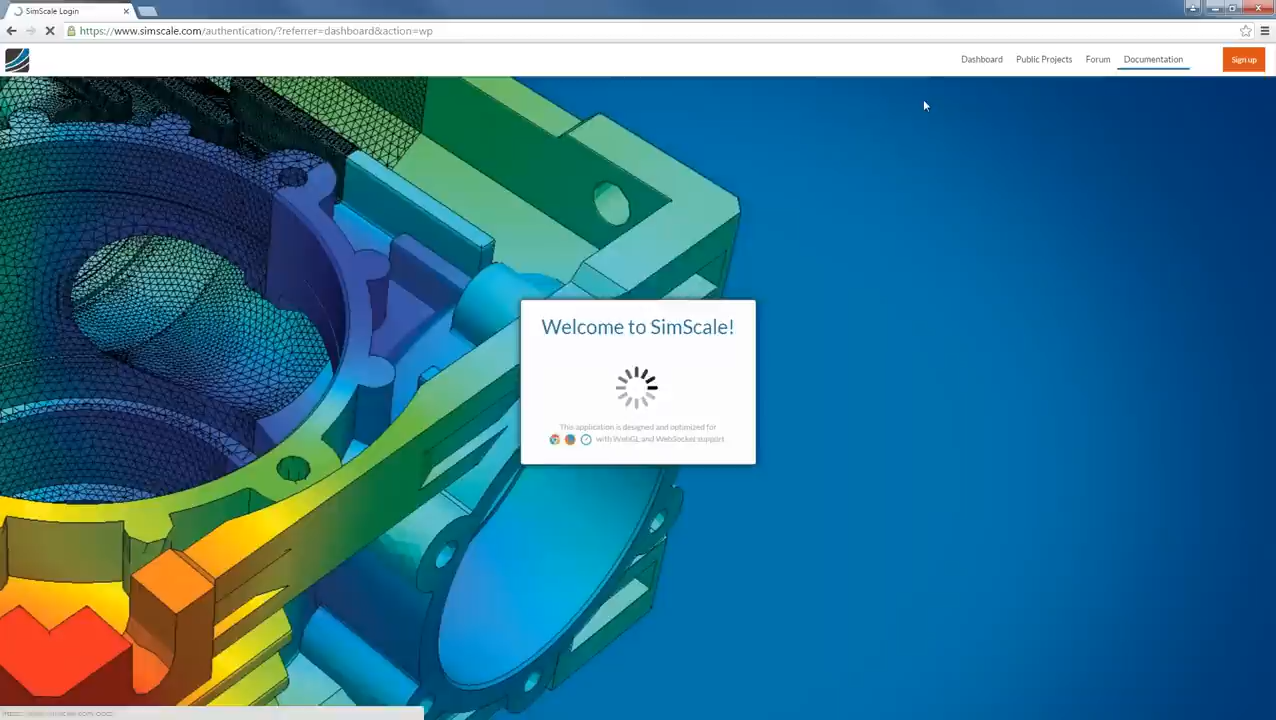 SimScale Login
https://www.simscale.com/authentication/?referrer=dashboard&action=wp
Dashboard Public Projects Forum Documentation Sign up
Welcome to SimScale!
This application is designed and optimized for
with WebGL and WebSocket support